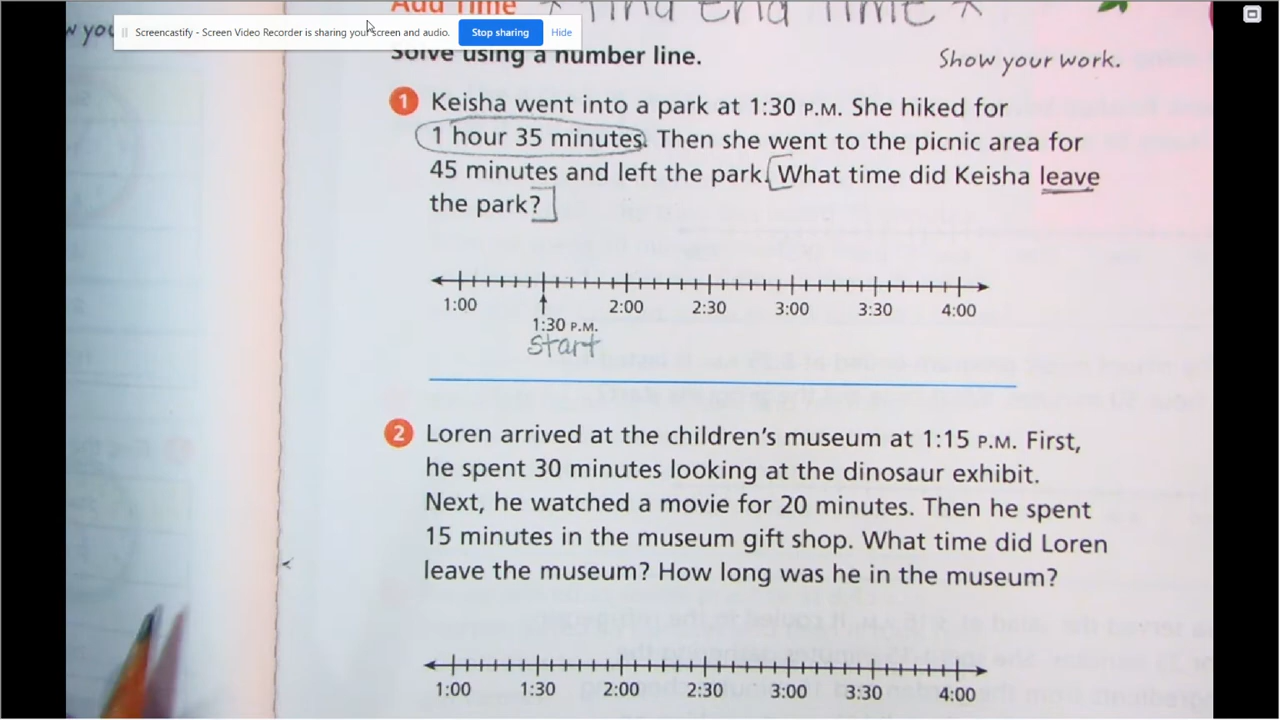 Add Time * Find End Time *
Screencastify - Screen Video Recorder is sharing your screen and audio. Stop sharing Hide
Solve using a number line. Show your work.
1 Keisha went into a park at 1:30 P.M. She hiked for
1 hour 35 minutes. Then she went to the picnic area for
45 minutes and left the park. What time did Keisha leave
the park?
1:00 2:00 2:30 3:00 3:30 4:00
1:30 P.M.
start
2 Loren arrived at the children's museum at 1:15 P.M. First,
he spent 30 minutes looking at the dinosaur exhibit.
Next, he watched a movie for 20 minutes. Then he spent
15 minutes in the museum gift shop. What time did Loren
leave the museum? How long was he in the museum?
1:00 1:30 2:00 2:30 3:00 3:30 4:00